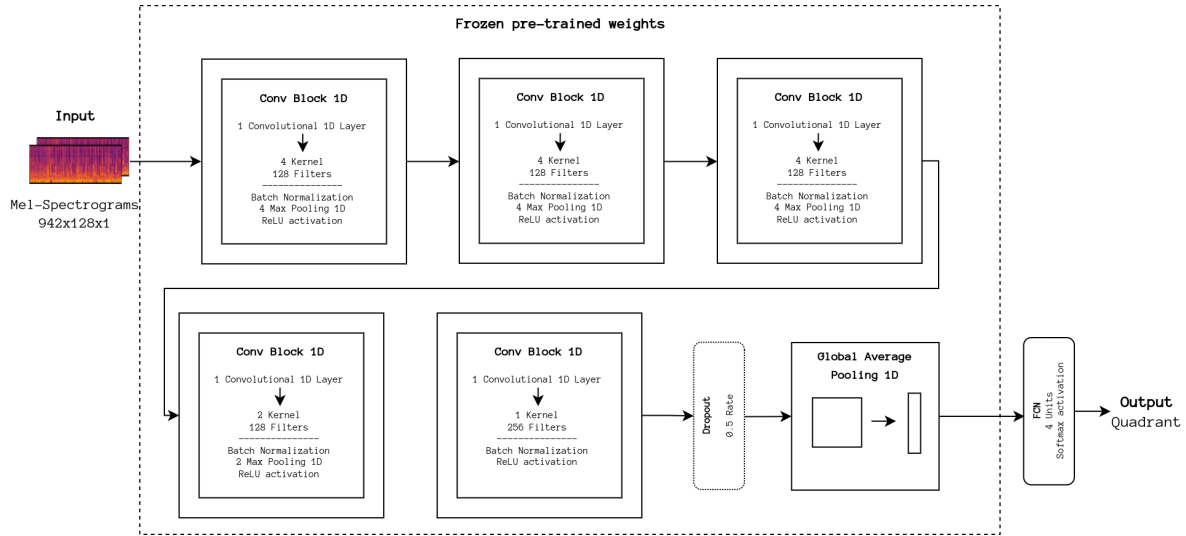 Frozen pre-trained weights
Input
Mel-Spectrograms
942x128x1
Conv Block 1D
1 Convolutional 1D Layer
4 Kernel
128 Filters
---------------
Batch Normalization
4 Max Pooling 1D
ReLU activation
Conv Block 1D
1 Convolutional 1D Layer
4 Kernel
128 Filters
---------------
Batch Normalization
4 Max Pooling 1D
ReLU activation
Conv Block 1D
1 Convolutional 1D Layer
4 Kernel
128 Filters
---------------
Batch Normalization
4 Max Pooling 1D
ReLU activation
Conv Block 1D
1 Convolutional 1D Layer
2 Kernel
128 Filters
---------------
Batch Normalization
2 Max Pooling 1D
ReLU activation
Conv Block 1D
1 Convolutional 1D Layer
1 Kernel
256 Filters
---------------
Batch Normalization
ReLU activation
Dropout
0.5 Rate
Global Average
Pooling 1D
FCN
4 Units
Softmax activation
Output
Quadrant